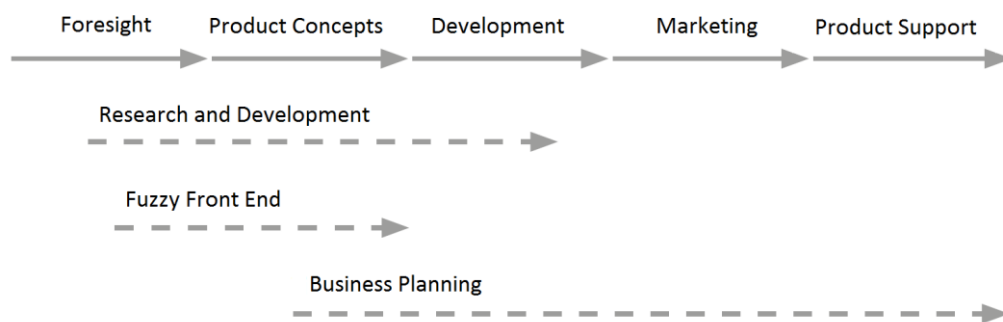 Foresight Product Concepts Development Marketing Product Support
Research and Development
Fuzzy Front End
Business Planning